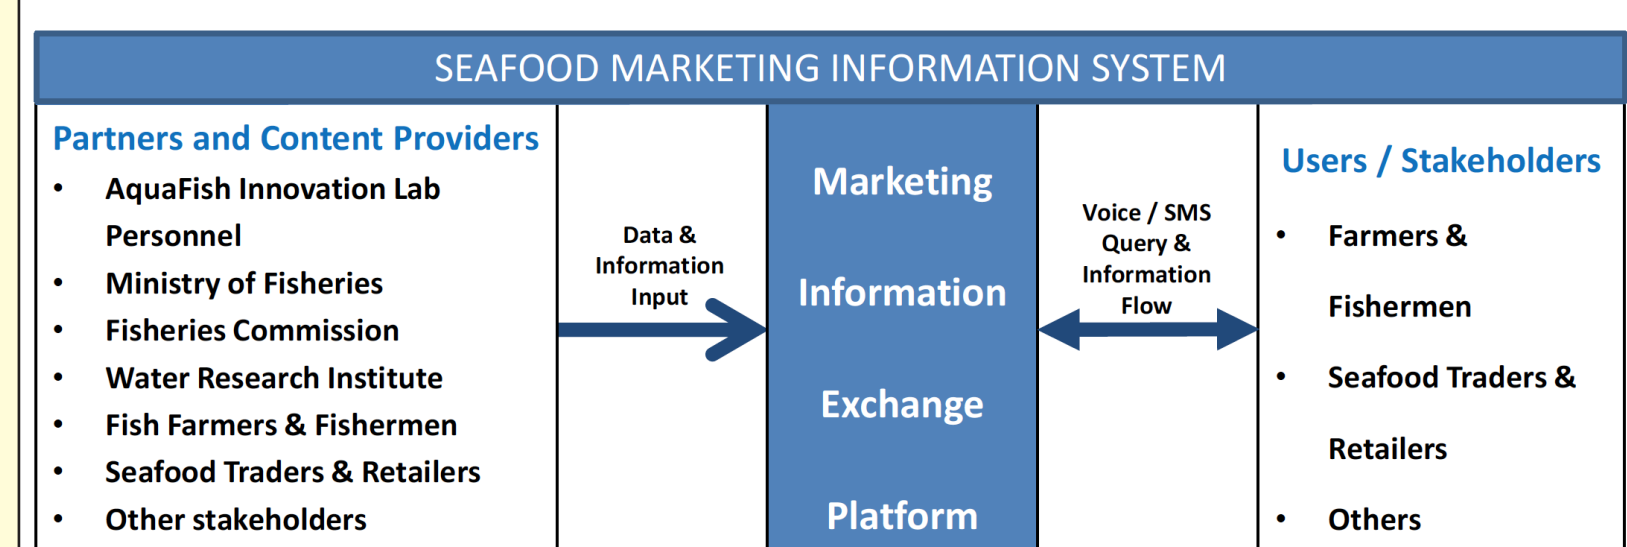 SEAFOOD MARKETING INFORMATION SYSTEM
Partners and Content Providers
• AquaFish Innovation Lab
Personnel
• Ministry of Fisheries
• Fisheries Commission
• Water Research Institute
• Fish Farmers & Fishermen
• Seafood Traders & Retailers
• Other stakeholders
Data &
Information
Input
Marketing
Information
Exchange
Platform
Voice / SMS
Query &
Information
Flow
Users / Stakeholders
• Farmers &
Fishermen
• Seafood Traders &
Retailers
• Others